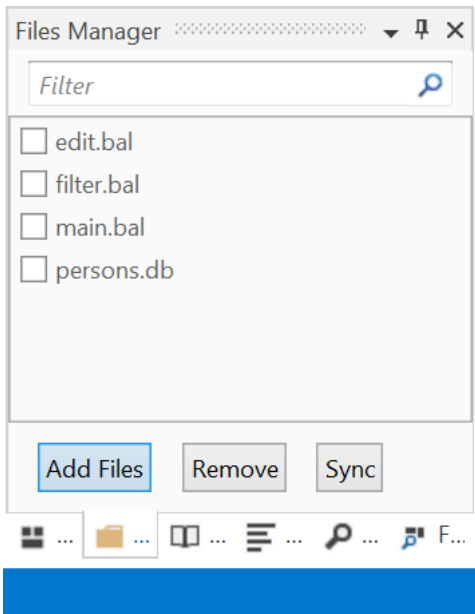 Files Manager
Filter
edit.bal
filter.bal
main.bal
persons.db
Add Files Remove Sync
... ... ... ... ... F...